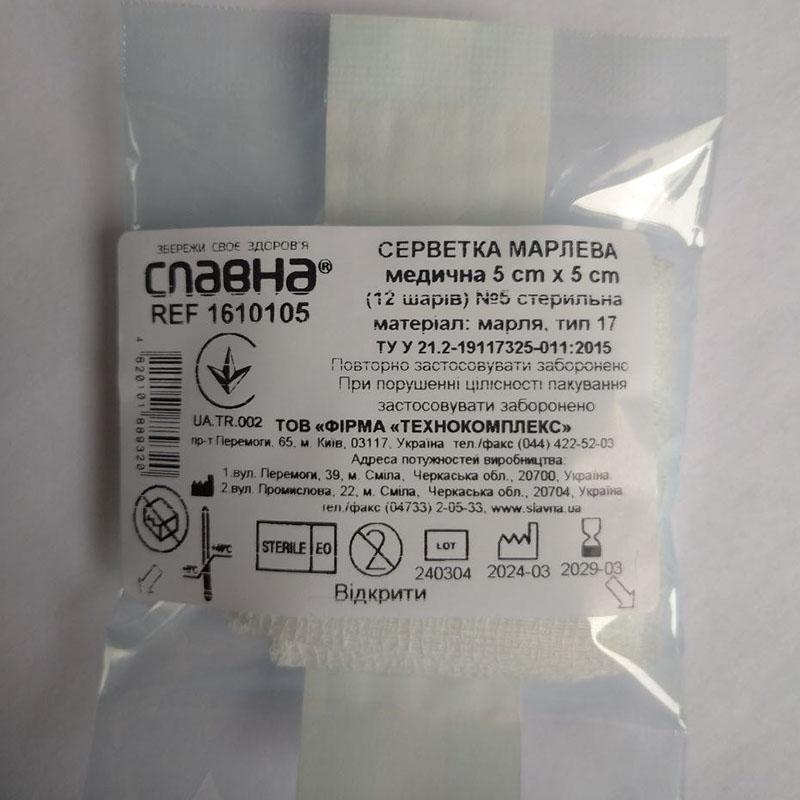 ЗБЕРЕЖИ СВОЄ ЗДОРОВ'Я
СЛАВНА®
REF 1610105
СЕРВЕТКА МАРЛЕВА
медична 5 cm x 5 cm
(12 шарів) №5 стерильна
матеріал: марля, тип 17
ТУ У 21.2-19117325-011:2015
Повторно застосовувати заборонено
При порушенні цілісності пакування
застосовувати заборонено
4 820101 889320
UA.TR.002
ТОВ «ФІРМА «ТЕХНОКОМПЛЕКС»
пр-т Перемоги, 65, м. Київ, 03117, Україна тел./факс (044) 422-52-03
Адреса потужностей виробництва:
1.вул. Перемоги, 39, м. Сміла, Черкаська обл., 20700, Україна
2.вул. Промислова, 22, м. Сміла, Черкаська обл., 20704, Україна
тел./факс (04733) 2-05-33, www.slavna.ua
STERILE EO
2
LOT
240304
2024-03
2029-03
Відкрити